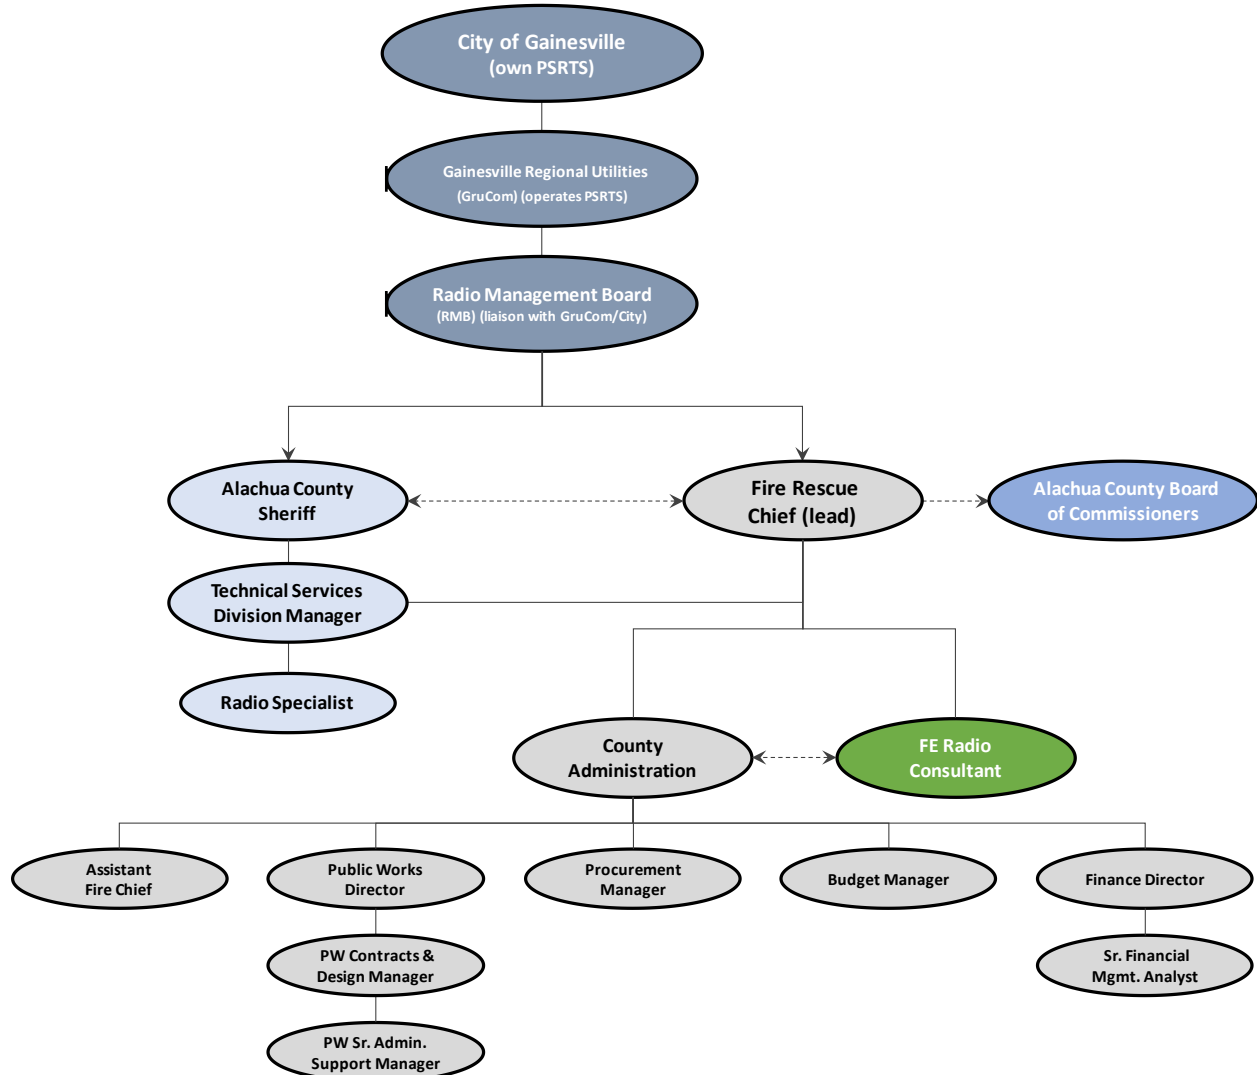 City of Gainesville
(own PSRTS)
Gainesville Regional Utilities
(GruCom) (operates PSRTS)
Radio Management Board
(RMB) (liaison with GruCom/City)
Alachua County
Sheriff
Fire Rescue
Chief (lead)
Alachua County Board
of Commissioners
Technical Services
Division Manager
Radio Specialist
County
Administration
FE Radio
Consultant
Assistant
Fire Chief
Public Works
Director
Procurement
Manager
Budget Manager
Finance Director
PW Contracts &
Design Manager
Sr. Financial
Mgmt. Analyst
PW Sr. Admin.
Support Manager